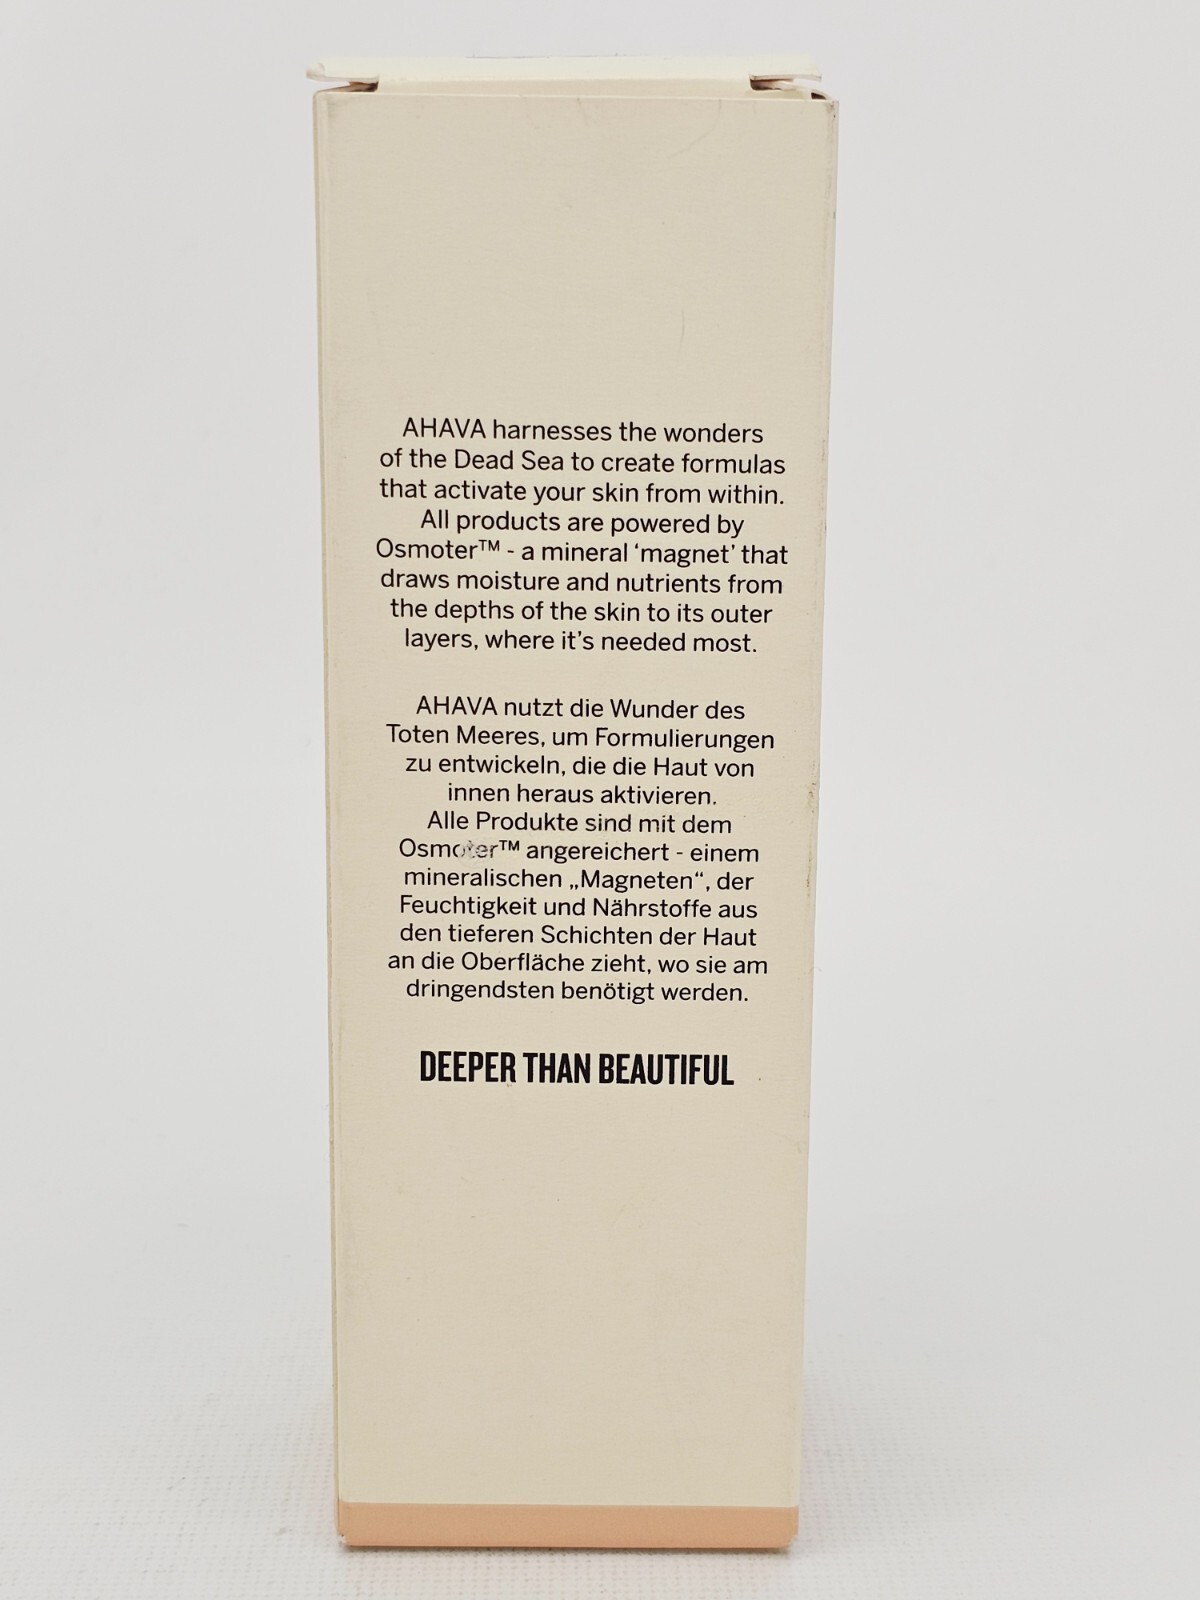 AHAVA harnesses the wonders
of the Dead Sea to create formulas
that activate your skin from within.
All products are powered by
Osmoter™ - a mineral ‘magnet’ that
draws moisture and nutrients from
the depths of the skin to its outer
layers, where it’s needed most.
AHAVA nutzt die Wunder des
Toten Meeres, um Formulierungen
zu entwickeln, die die Haut von
innen heraus aktivieren.
Alle Produkte sind mit dem
Osmoter™ angereichert - einem
mineralischen „Magneten“, der
Feuchtigkeit und Nährstoffe aus
den tieferen Schichten der Haut
an die Oberfläche zieht, wo sie am
dringendsten benötigt werden.
DEEPER THAN BEAUTIFUL